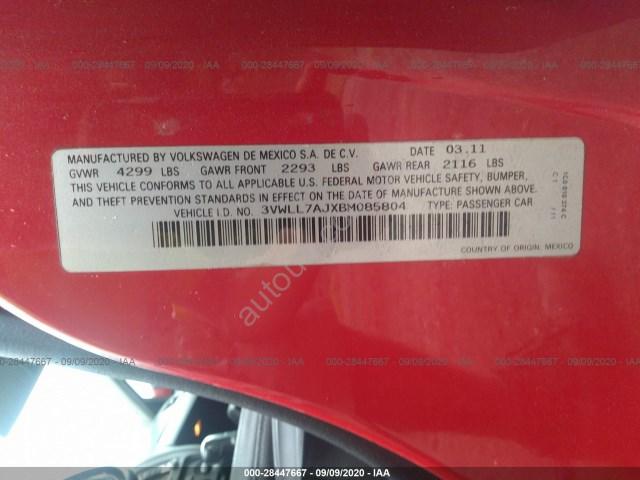 000-28447667 - 09/09/2020 - IAA
MANUFACTURED BY VOLKSWAGEN DE MEXICO S.A. DE C.V. DATE 03.11
GVWR 4299 LBS GAWR FRONT 2293 LBS GAWR REAR 2116 LBS
THIS VEHICLE CONFORMS TO ALL APPLICABLE U.S. FEDERAL MOTOR VEHICLE SAFETY, BUMPER,
AND THEFT PREVENTION STANDARDS IN EFFECT ON THE DATE OF MANUFACTURE SHOWN ABOVE.
VEHICLE I.D. NO. 3VWLL7AJXBM085804 TYPE: PASSENGER CAR
COUNTRY OF ORIGIN: MEXICO
000-28447667 - 09/09/2020 - IAA
000-28447667 - 09/09/2020 - IAA